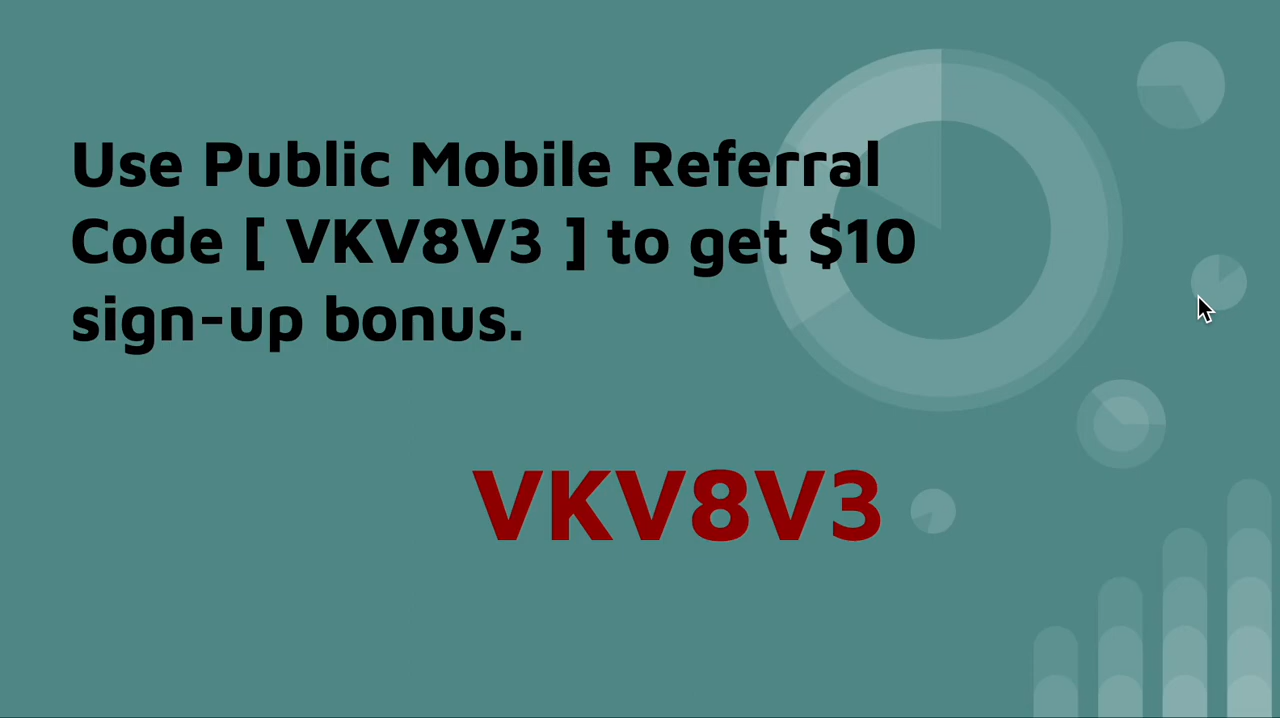 Use Public Mobile Referral
Code [ VKV8V3 ] to get $10
sign-up bonus.
VKV8V3